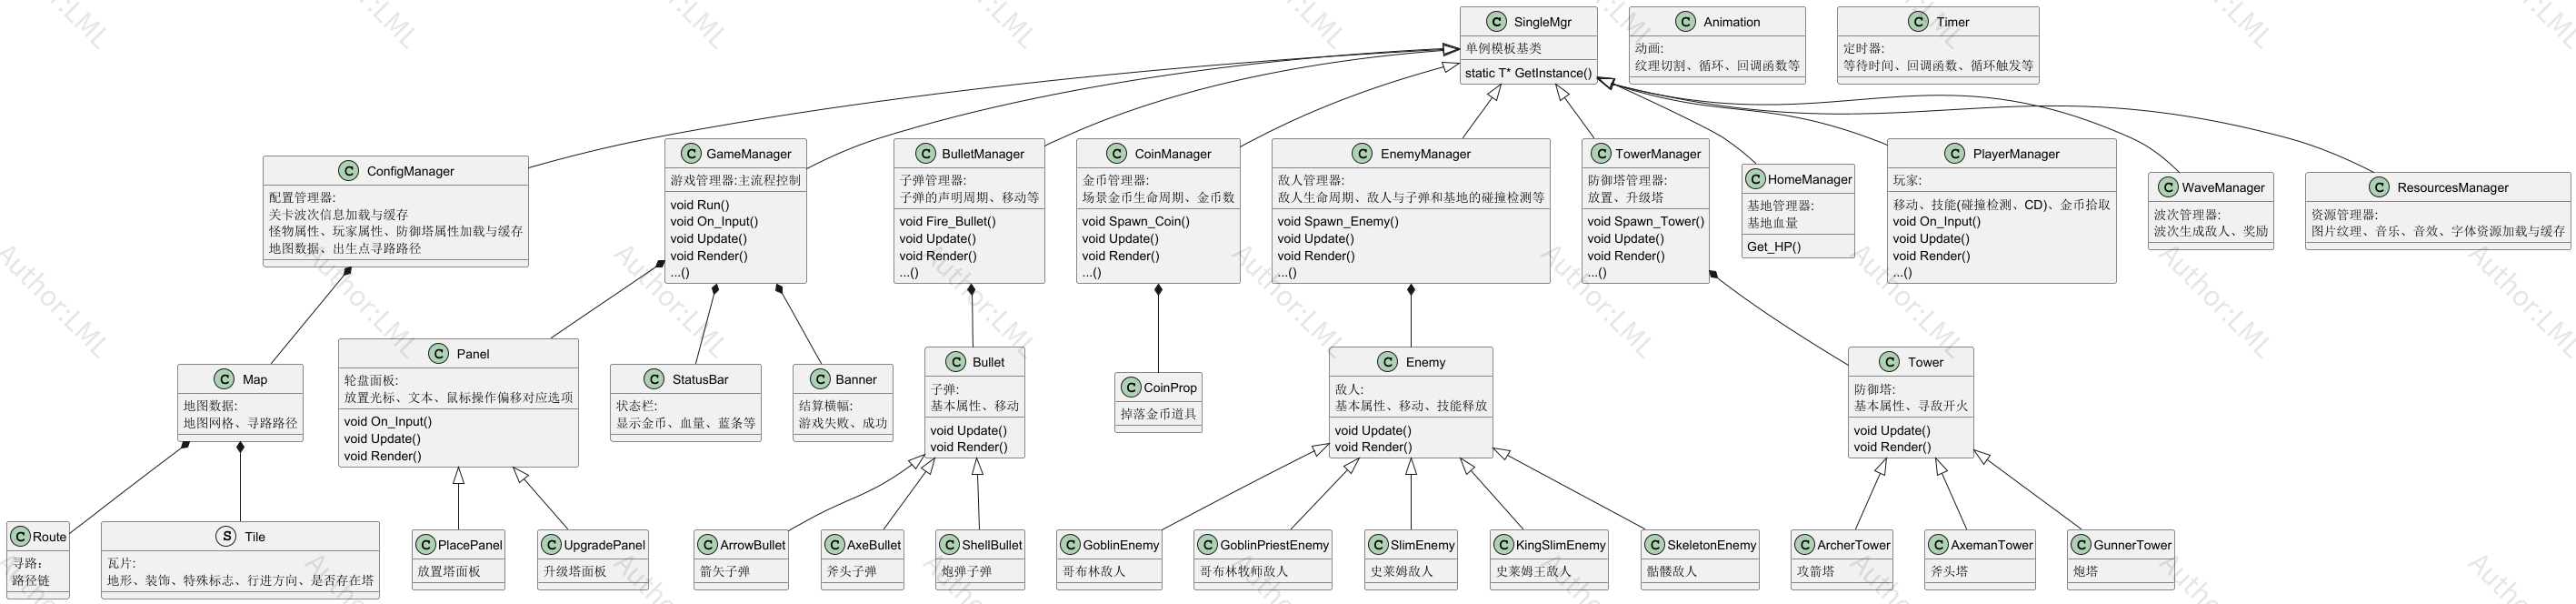 SingleMgr
单例模板基类
static T* GetInstance()
Animation
动画:
纹理切割、循环、回调函数等
Timer
定时器:
等待时间、回调函数、循环触发等
ConfigManager
配置管理器:
关卡波次信息加载与缓存
怪物属性、玩家属性、防御塔属性加载与缓存
地图数据、出生点寻路路径
GameManager
游戏管理器:主流程控制
void Run()
void On_Input()
void Update()
void Render()
...()
BulletManager
子弹管理器:
子弹的声明周期、移动等
void Fire_Bullet()
void Update()
void Render()
...()
CoinManager
金币管理器:
场景金币生命周期、金币数
void Spawn_Coin()
void Update()
void Render()
...()
EnemyManager
敌人管理器:
敌人生命周期、敌人与子弹和基地的碰撞检测等
void Spawn_Enemy()
void Update()
void Render()
...()
TowerManager
防御塔管理器:
放置、升级塔
void Spawn_Tower()
void Update()
void Render()
...()
HomeManager
基地管理器:
基地血量
Get_HP()
PlayerManager
玩家:
移动、技能(碰撞检测、CD)、金币拾取
void On_Input()
void Update()
void Render()
...()
WaveManager
波次管理器:
波次生成敌人、奖励
ResourcesManager
资源管理器:
图片纹理、音乐、音效、字体资源加载与缓存
Map
地图数据:
地图网格、寻路路径
Panel
轮盘面板:
放置光标、文本、鼠标操作偏移对应选项
void On_Input()
void Update()
void Render()
StatusBar
状态栏:
显示金币、血量、蓝条等
Banner
结算横幅:
游戏失败、成功
Bullet
子弹:
基本属性、移动
void Update()
void Render()
CoinProp
掉落金币道具
Enemy
敌人:
基本属性、移动、技能释放
void Update()
void Render()
Tower
防御塔:
基本属性、寻敌开火
void Update()
void Render()
Route
寻路:
路径链
Tile
瓦片:
地形、装饰、特殊标志、行进方向、是否存在塔
PlacePanel
放置塔面板
UpgradePanel
升级塔面板
ArrowBullet
箭矢子弹
AxeBullet
斧头子弹
ShellBullet
炮弹子弹
GoblinEnemy
哥布林敌人
GoblinPriestEnemy
哥布林牧师敌人
SlimEnemy
史莱姆敌人
KingSlimEnemy
史莱姆王敌人
SkeletonEnemy
骷髅敌人
ArcherTower
攻箭塔
AxemanTower
斧头塔
GunnerTower
炮塔
Author:LML